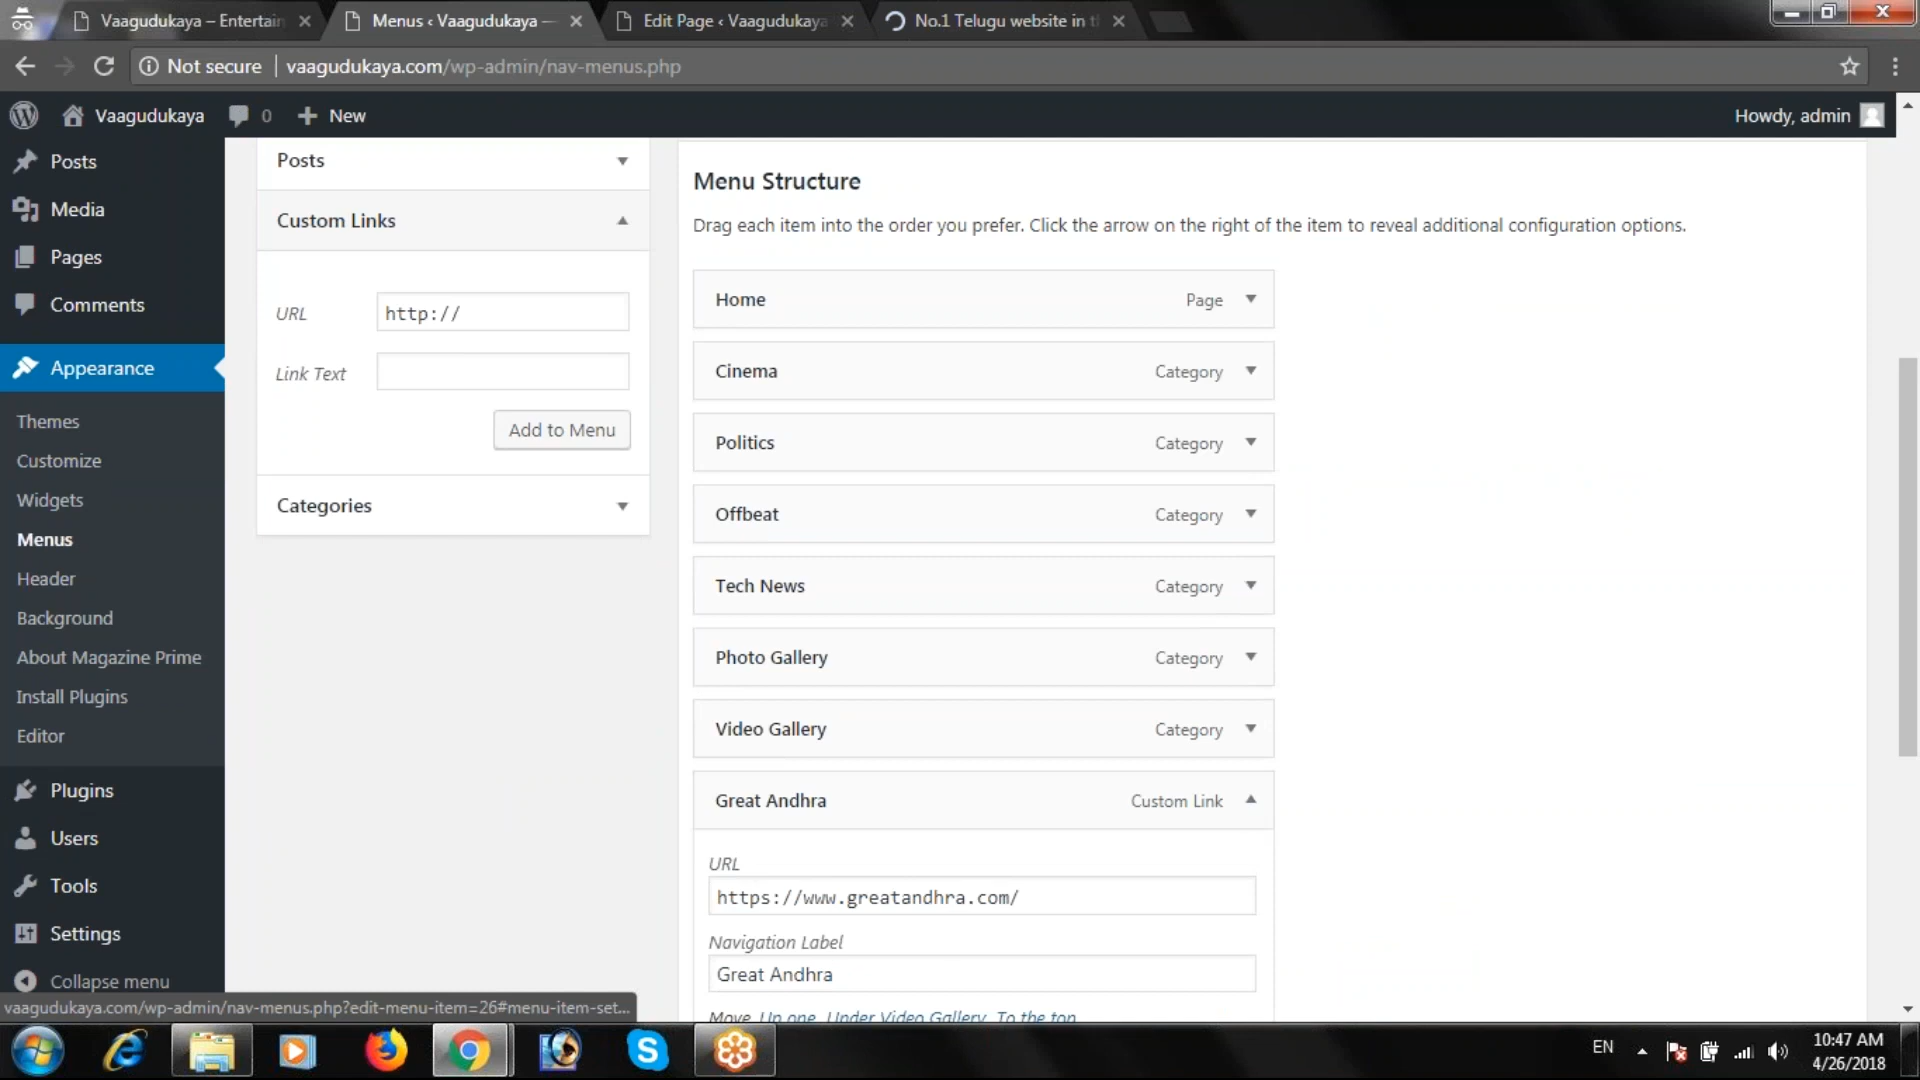 Vaagudukaya – Entertain
Menus ‹ Vaagudukaya —
Edit Page ‹ Vaagudukaya
No.1 Telugu website in t
Not secure
vaagudukaya.com/wp-admin/nav-menus.php
Vaagudukaya
0
New
Howdy, admin
Posts
Media
Pages
Comments
Appearance
Themes
Customize
Widgets
Menus
Header
Background
About Magazine Prime
Install Plugins
Editor
Plugins
Users
Tools
Settings
Collapse menu
Posts
Custom Links
URL
http://
Link Text
Add to Menu
Categories
Menu Structure
Drag each item into the order you prefer. Click the arrow on the right of the item to reveal additional configuration options.
Home Page
Cinema Category
Politics Category
Offbeat Category
Tech News Category
Photo Gallery Category
Video Gallery Category
Great Andhra Custom Link
URL
https://www.greatandhra.com/
Navigation Label
Great Andhra
Move Up one Under Video Gallery To the top
vaagudukaya.com/wp-admin/nav-menus.php?edit-menu-item=26#menu-item-set...
EN
10:47 AM
4/26/2018